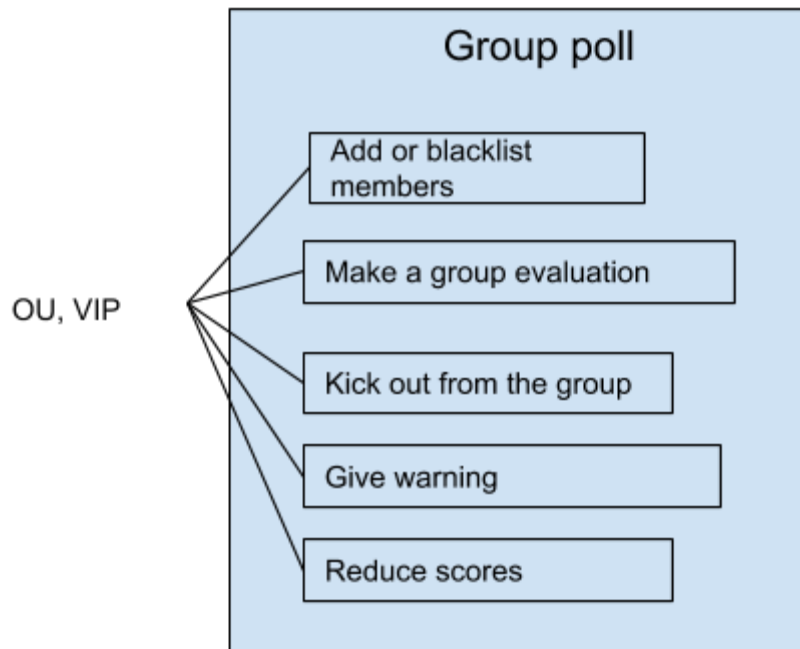 Group poll
Add or blacklist
members
Make a group evaluation
OU, VIP
Kick out from the group
Give warning
Reduce scores